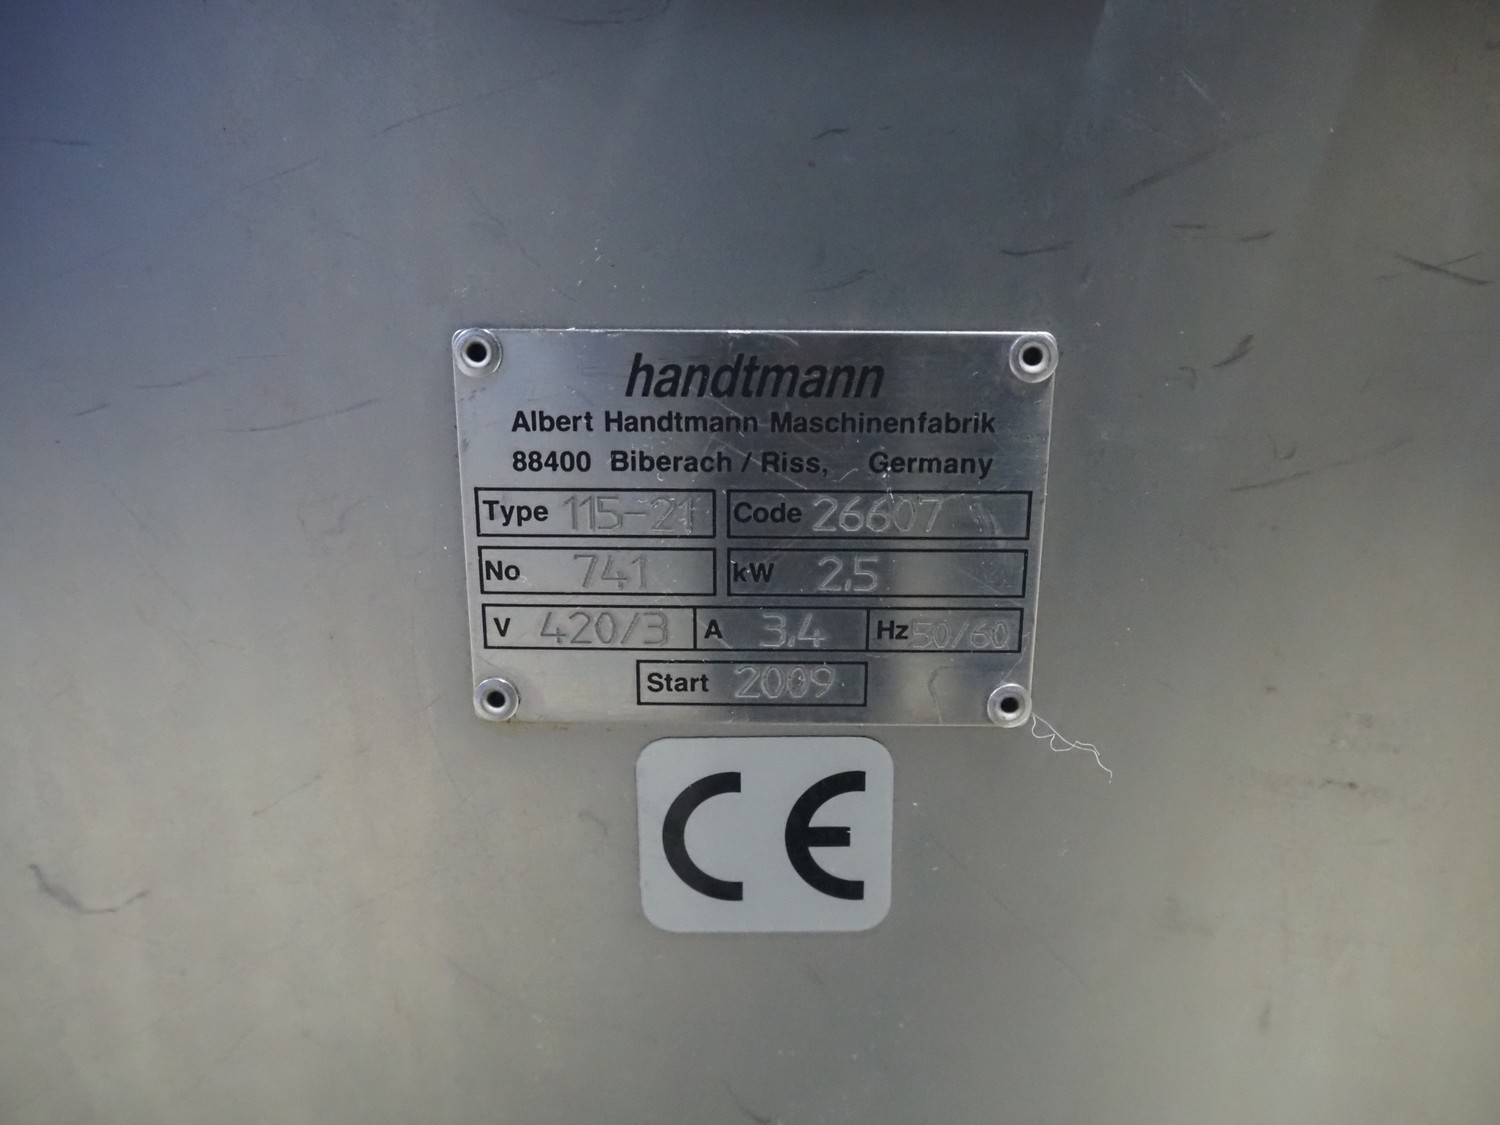 handtmann
Albert Handtmann Maschinenfabrik
88400 Biberach / Riss, Germany
Type 115-21 Code 26607
No 741 kW 2,5
V 420/3 A 3,4 Hz 50/60
Start 2009
CE